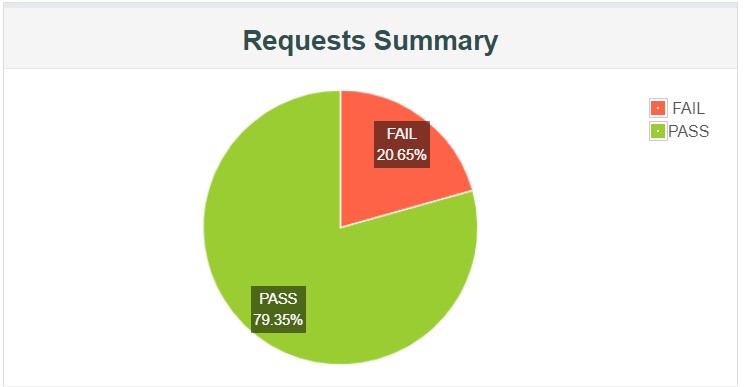 Requests Summary
FAIL
20.65%
FAIL
PASS
PASS
79.35%